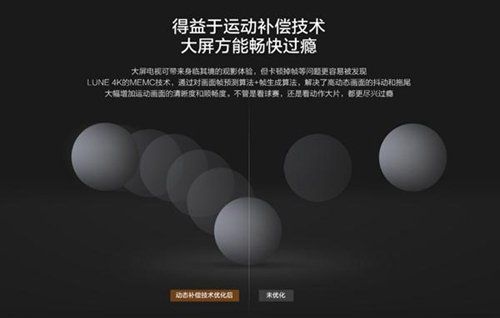 得益于运动补偿技术
大屏方能畅快过瘾
大屏电视可带来身临其境的观影体验，但卡顿掉帧等问题更容易被发现
LUNE 4K的MEMC技术，通过对画面帧预测算法+帧生成算法，解决了高动态画面的抖动和拖尾
大幅增加运动画面的清晰度和顺畅度，不管是看球赛，还是看动作大片，都更尽兴过瘾
动态补偿技术优化后
未优化